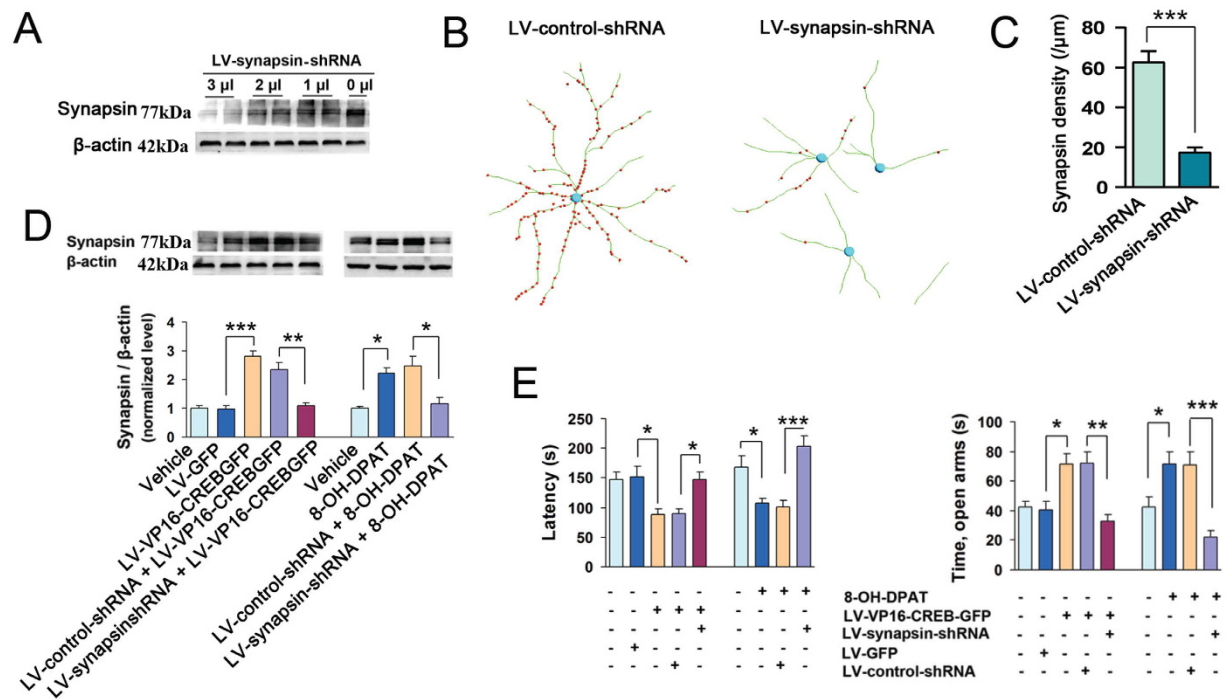 A
LV-synapsin-shRNA
3 µl 2 µl 1 µl 0 µl
Synapsin 77kDa
β-actin 42kDa
B
LV-control-shRNA LV-synapsin-shRNA
C
***
Synapsin density (/µm)
80
60
40
20
0
LV-control-shRNA
LV-synapsin-shRNA
D
Synapsin 77kDa
β-actin 42kDa
Synapsin / β-actin
(normalized level)
4
3
2
1
0
*** ** * *
Vehicle
LV-GFP
LV-VP16-CREBGFP
LV-control-shRNA + LV-VP16-CREBGFP
LV-synapsinshRNA + LV-VP16-CREBGFP
Vehicle
8-OH-DPAT
LV-control-shRNA + 8-OH-DPAT
LV-synapsin-shRNA + 8-OH-DPAT
E
Latency (s)
250
200
150
100
50
0
* * * ***
Time, open arms (s)
100
80
60
40
20
0
* ** * ***
- - - - - - + + + 8-OH-DPAT - - - - - - + + +
- - + + + - - - - LV-VP16-CREB-GFP - - + + + - - - -
- - - - + - - - + LV-synapsin-shRNA - - - - + - - - +
- + - - - - - - - LV-GFP - + - - - - - - -
- - - + - - - + - LV-control-shRNA - - - + - - - + -